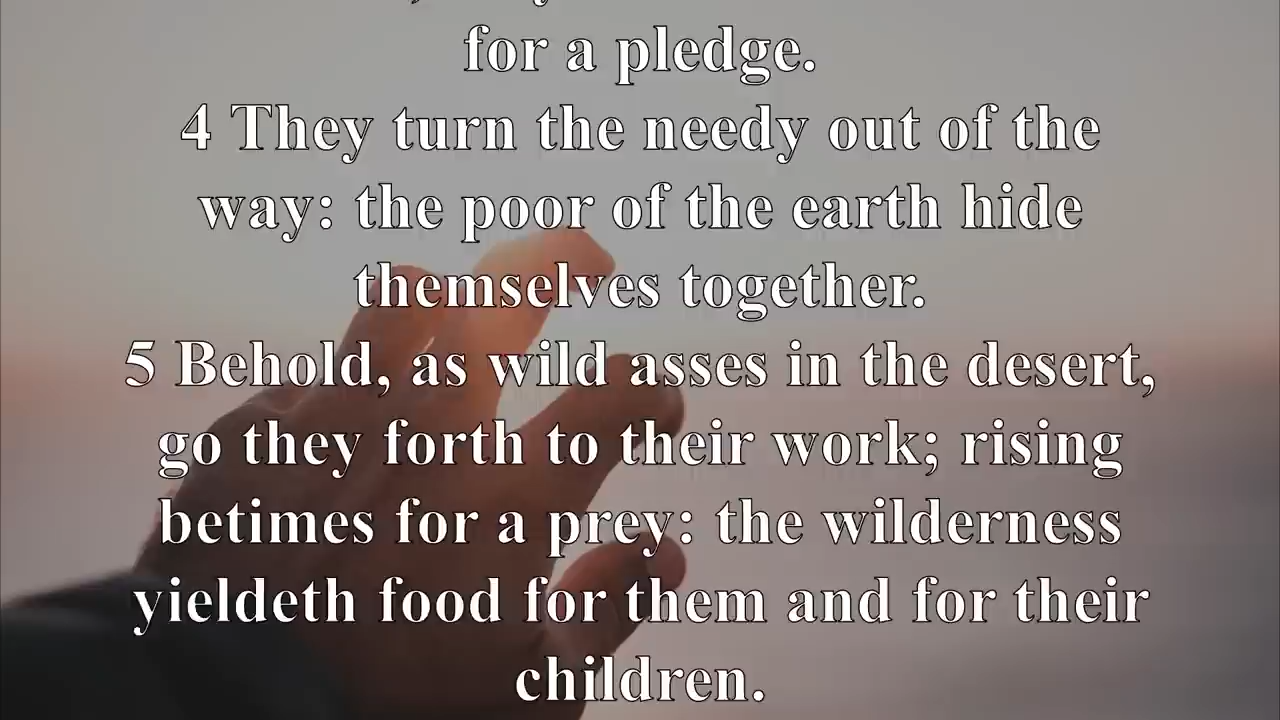 for a pledge.
4 They turn the needy out of the
way: the poor of the earth hide
themselves together.
5 Behold, as wild asses in the desert,
go they forth to their work; rising
betimes for a prey: the wilderness
yieldeth food for them and for their
children.